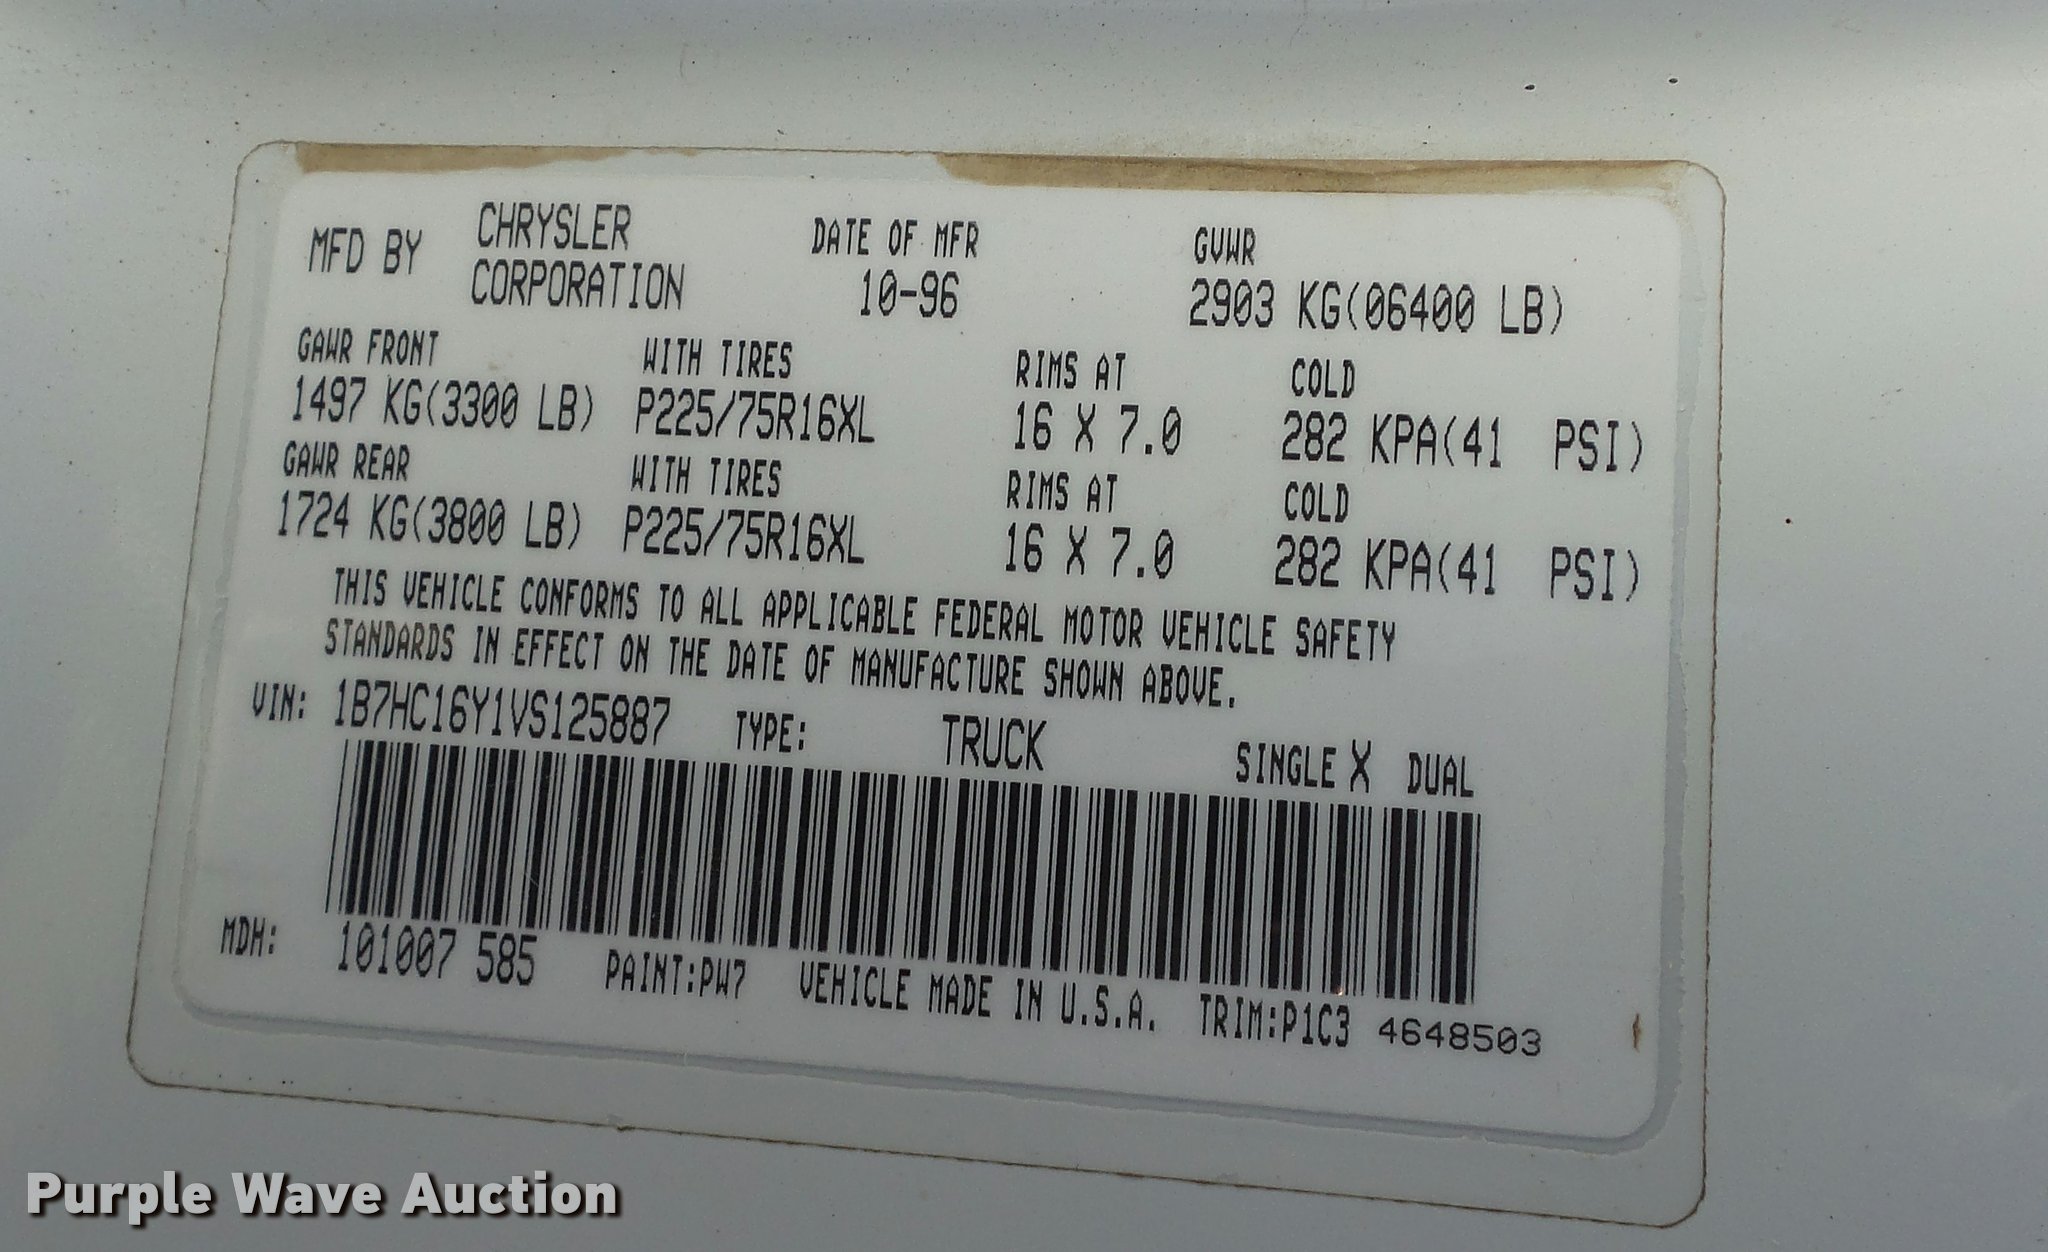 MFD BY CHRYSLER CORPORATION DATE OF MFR 10-96 GVWR 2903 KG(06400 LB)
GAWR FRONT WITH TIRES RIMS AT COLD
1497 KG(3300 LB) P225/75R16XL 16 X 7.0 282 KPA(41 PSI)
GAWR REAR WITH TIRES RIMS AT COLD
1724 KG(3800 LB) P225/75R16XL 16 X 7.0 282 KPA(41 PSI)
THIS VEHICLE CONFORMS TO ALL APPLICABLE FEDERAL MOTOR VEHICLE SAFETY
STANDARDS IN EFFECT ON THE DATE OF MANUFACTURE SHOWN ABOVE.
VIN: 1B7HC16Y1VS125887 TYPE: TRUCK SINGLE X DUAL
MDH: 101007 585 PAINT:PW7 VEHICLE MADE IN U.S.A. TRIM:P1C3 4648503
Purple Wave Auction